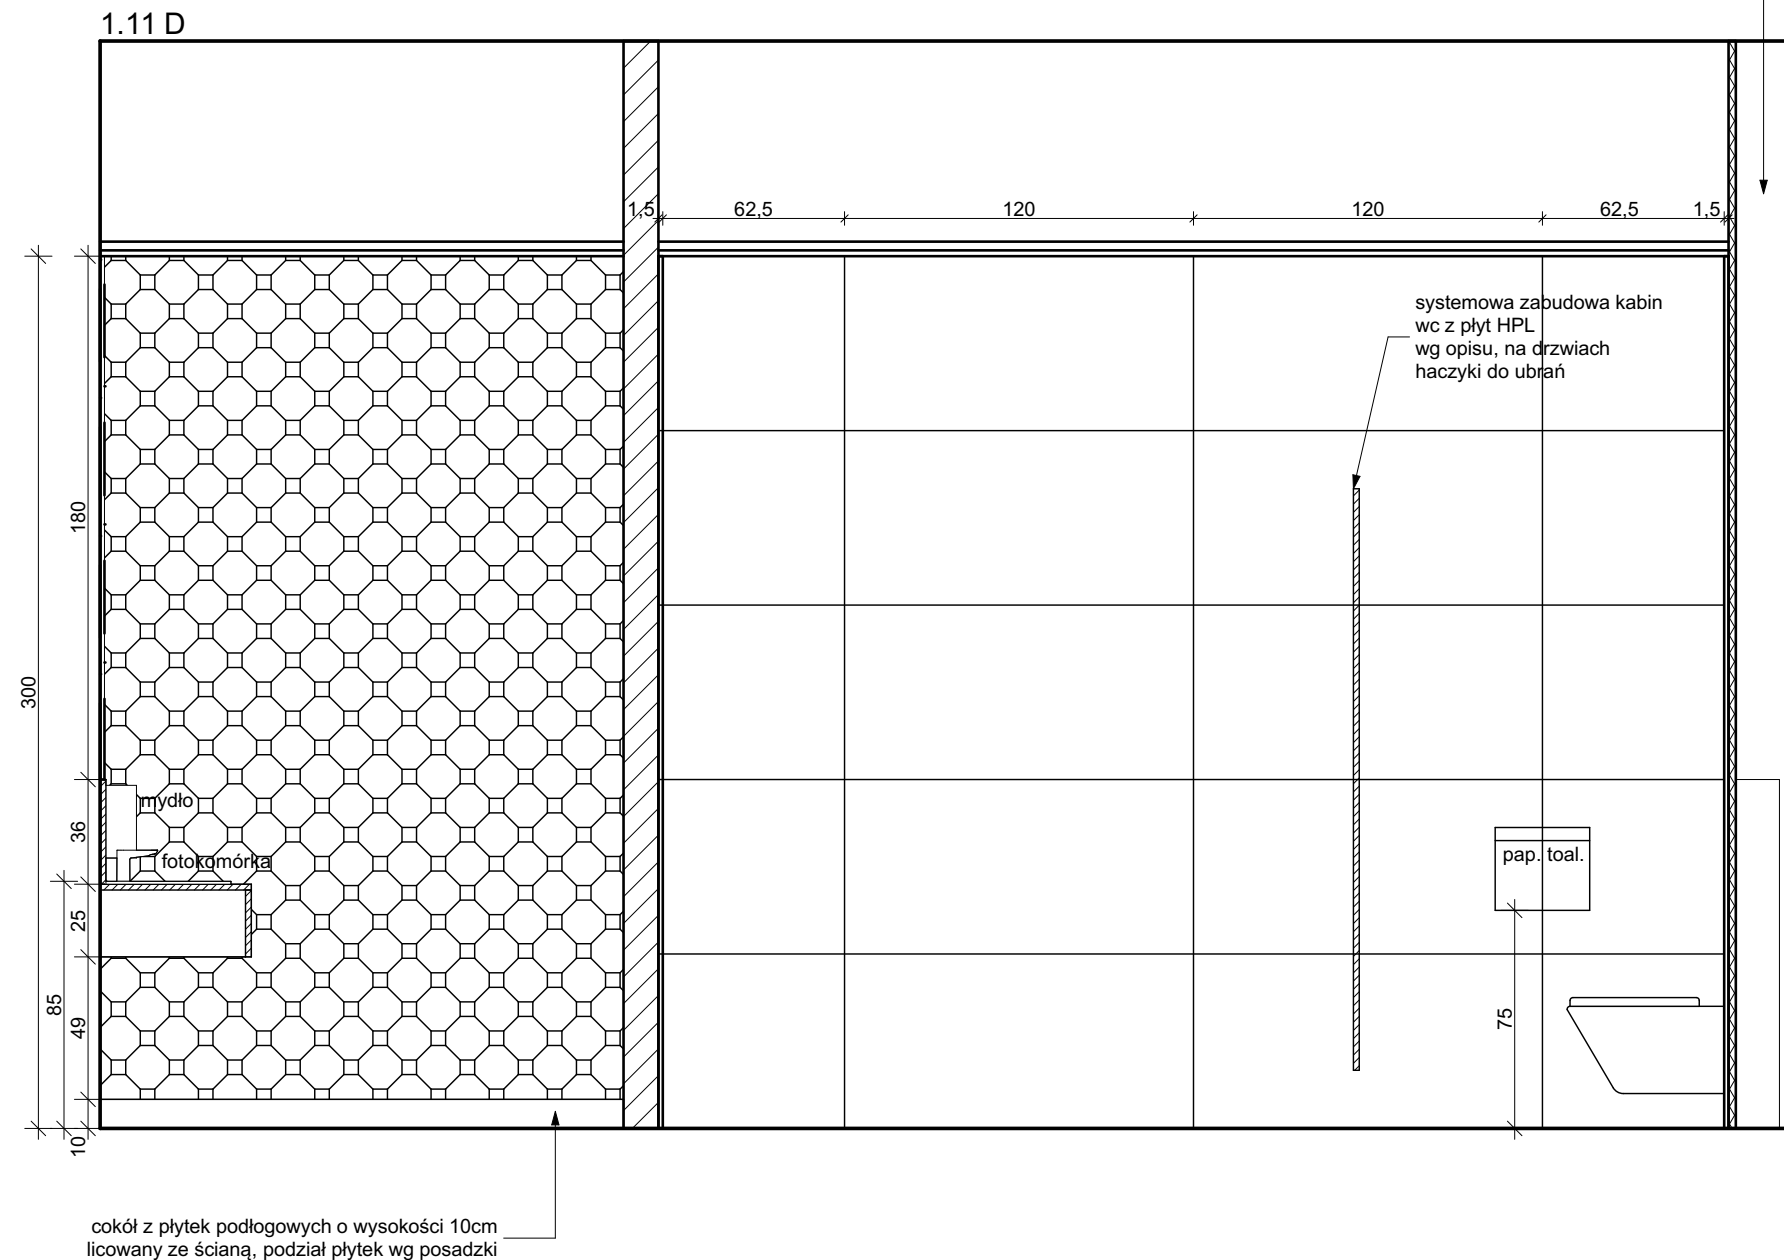 1.11 D
1,5
62,5
120
120
62,5
1,5
systemowa zabudowa kabin
wc z płyt HPL
wg opisu, na drzwiach
haczyki do ubrań
180
300
mydło
36
fotokomórka
pap. toal.
25
85
49
75
10
cokół z płytek podłogowych o wysokości 10cm
licowany ze ścianą, podział płytek wg posadzki